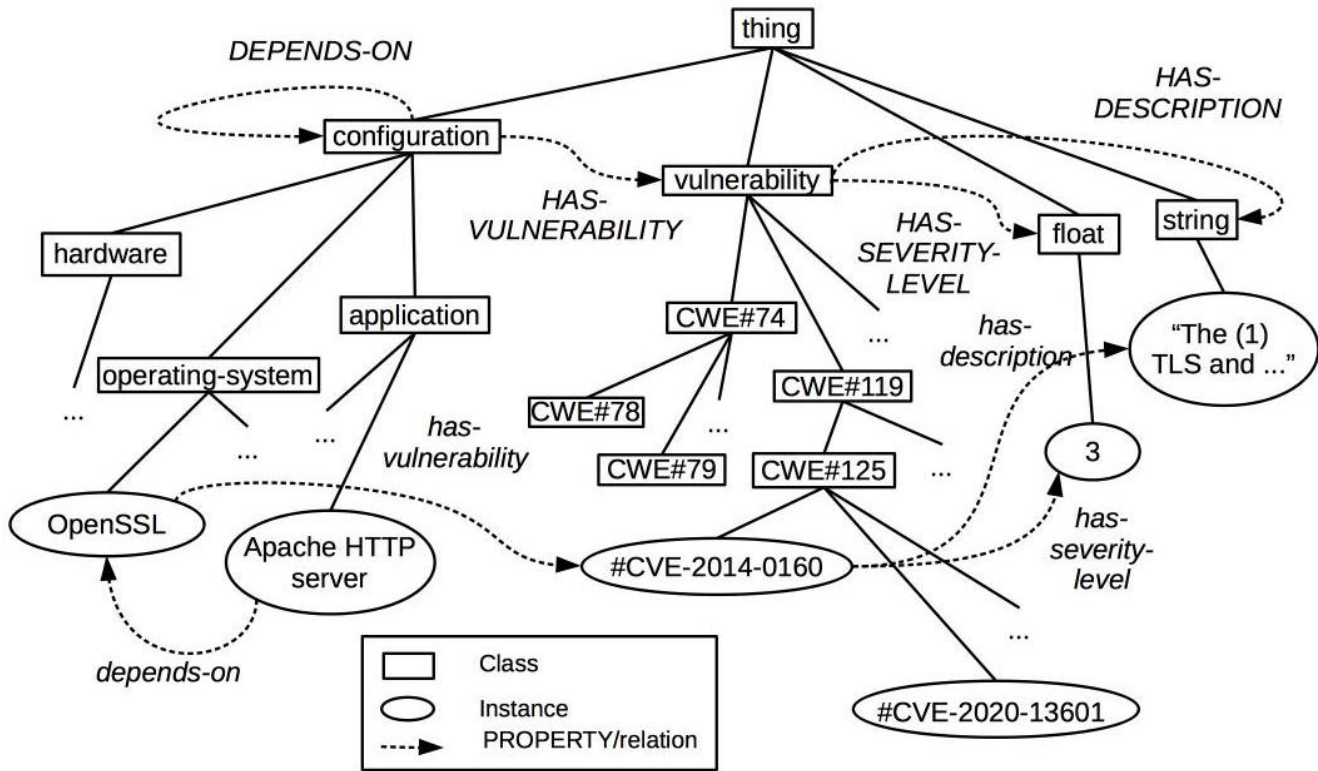 thing
DEPENDS-ON
HAS-
DESCRIPTION
configuration
vulnerability
HAS-
VULNERABILITY
HAS-
SEVERITY-
LEVEL
float
string
hardware
application
CWE#74
...
has-
description
“The (1)
TLS and ...”
operating-system
CWE#119
...
CWE#78
...
...
...
...
has-
vulnerability
CWE#79
CWE#125
3
OpenSSL
Apache HTTP
server
#CVE-2014-0160
has-
severity-
level
...
depends-on
Class
Instance
PROPERTY/relation
#CVE-2020-13601